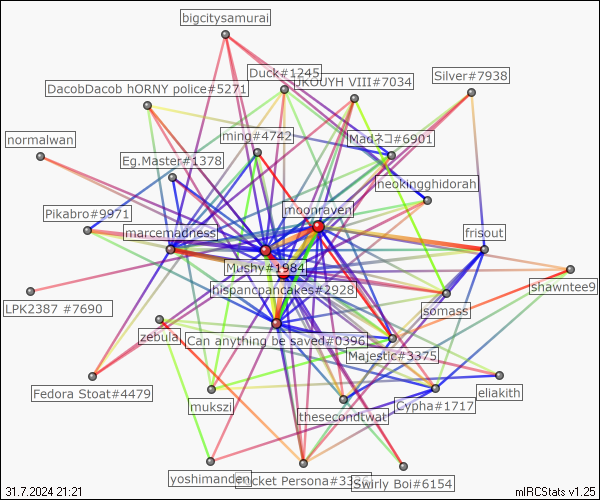 bigcitysamurai
Duck#1245
KOUYH VIII#7034
Silver#7938
DacobDacob hORNY police#5271
normalwan
ming#4742
Madネコ#6901
Eg.Master#1378
neokingghidorah
moonraven
Pikabro#9971
marcemadness
frisout
Mushy#1984
hispancpancakes#2928
Shawntee9
LPK2387 #7690
somass
zebula
Can anything be saved#0396
Majestic#3375
Fedora Stoat#4479
mukszi
thesecondtwat
Cypha#1717
eliakith
yoshimanden
cket Persona#33
Swirly Boi#6154
31.7.2024 21:21
mIRCStats v1.25